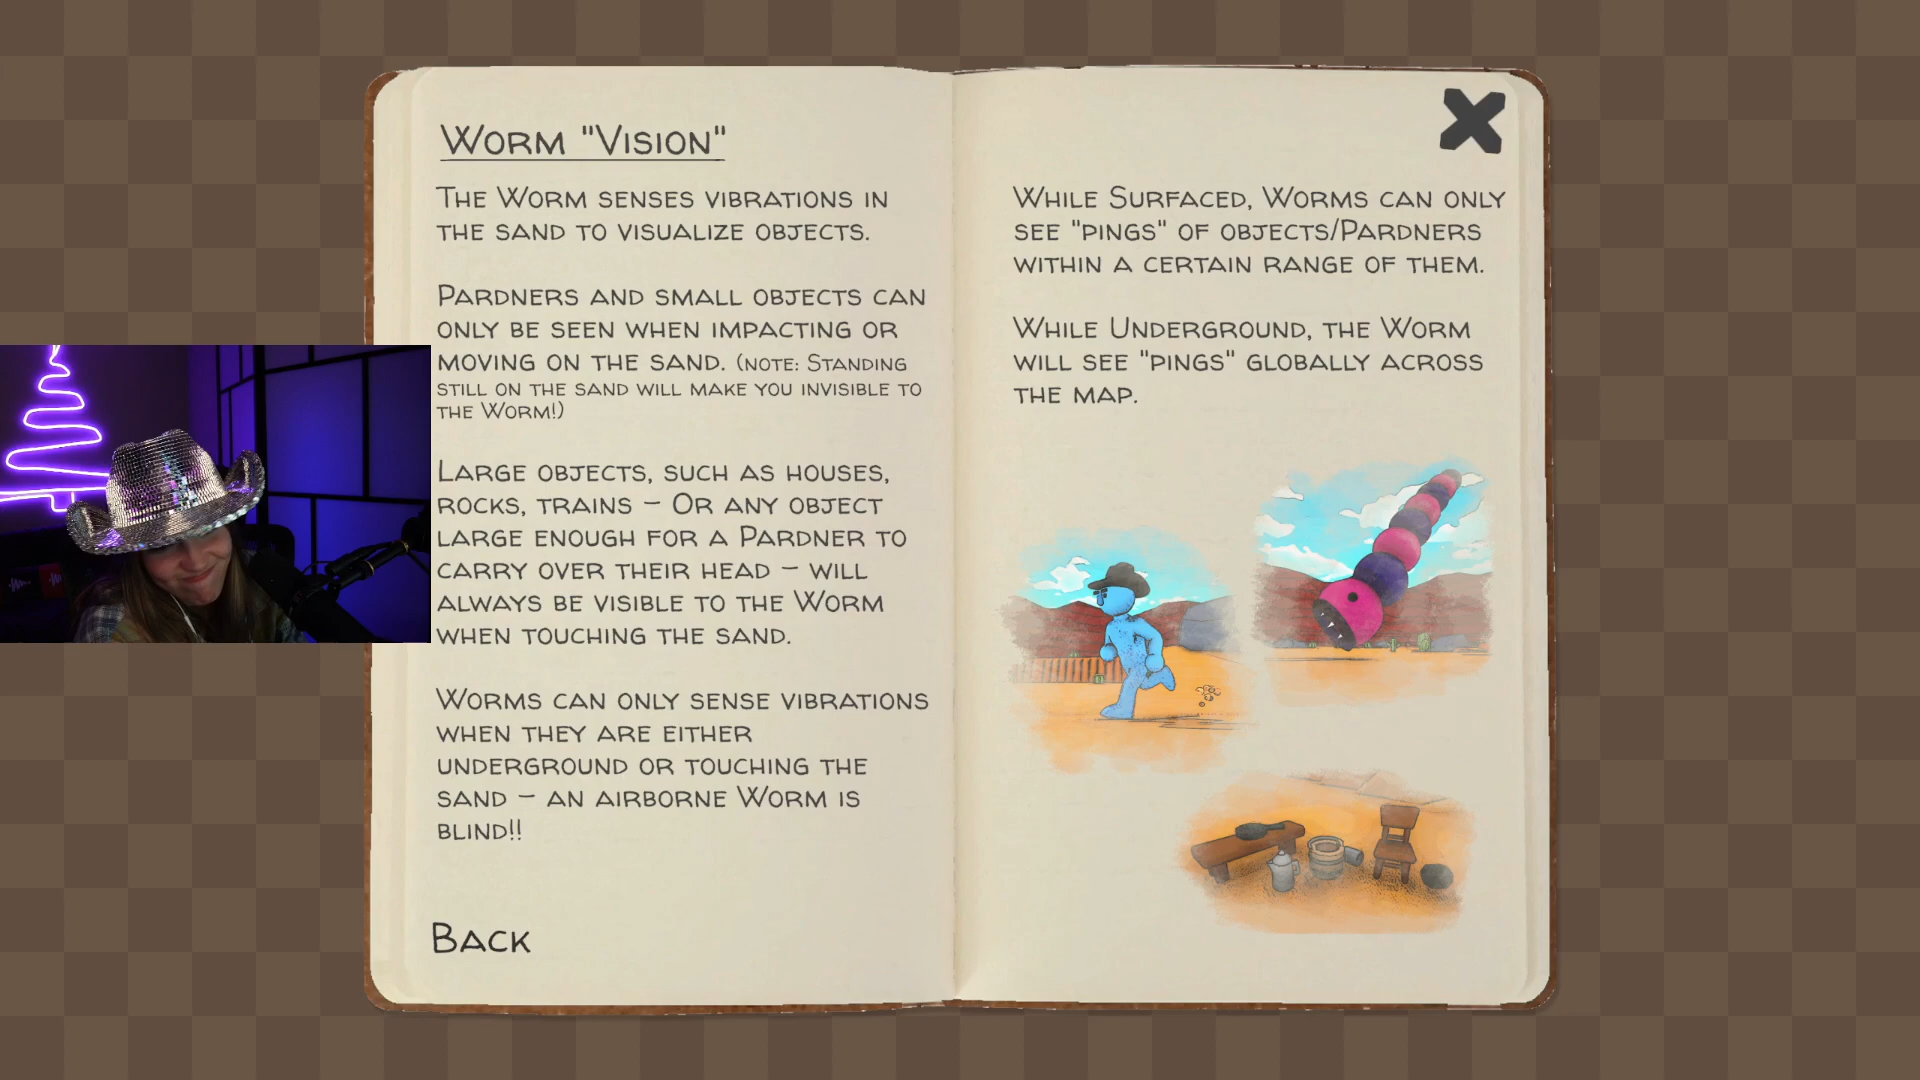 Worm "Vision"
The Worm senses vibrations in
the sand to visualize objects.
Pardners and small objects can
only be seen when impacting or
moving on the sand. (note: Standing
still on the sand will make you invisible to
the Worm!)
Large objects, such as houses,
rocks, trains – Or any object
large enough for a Pardner to
carry over their head – will
always be visible to the Worm
when touching the sand.
Worms can only sense vibrations
when they are either
underground or touching the
sand – an airborne Worm is
blind!!
Back
While Surfaced, Worms can only
see "pings" of objects/Pardners
within a certain range of them.
While Underground, the Worm
will see "pings" globally across
the map.